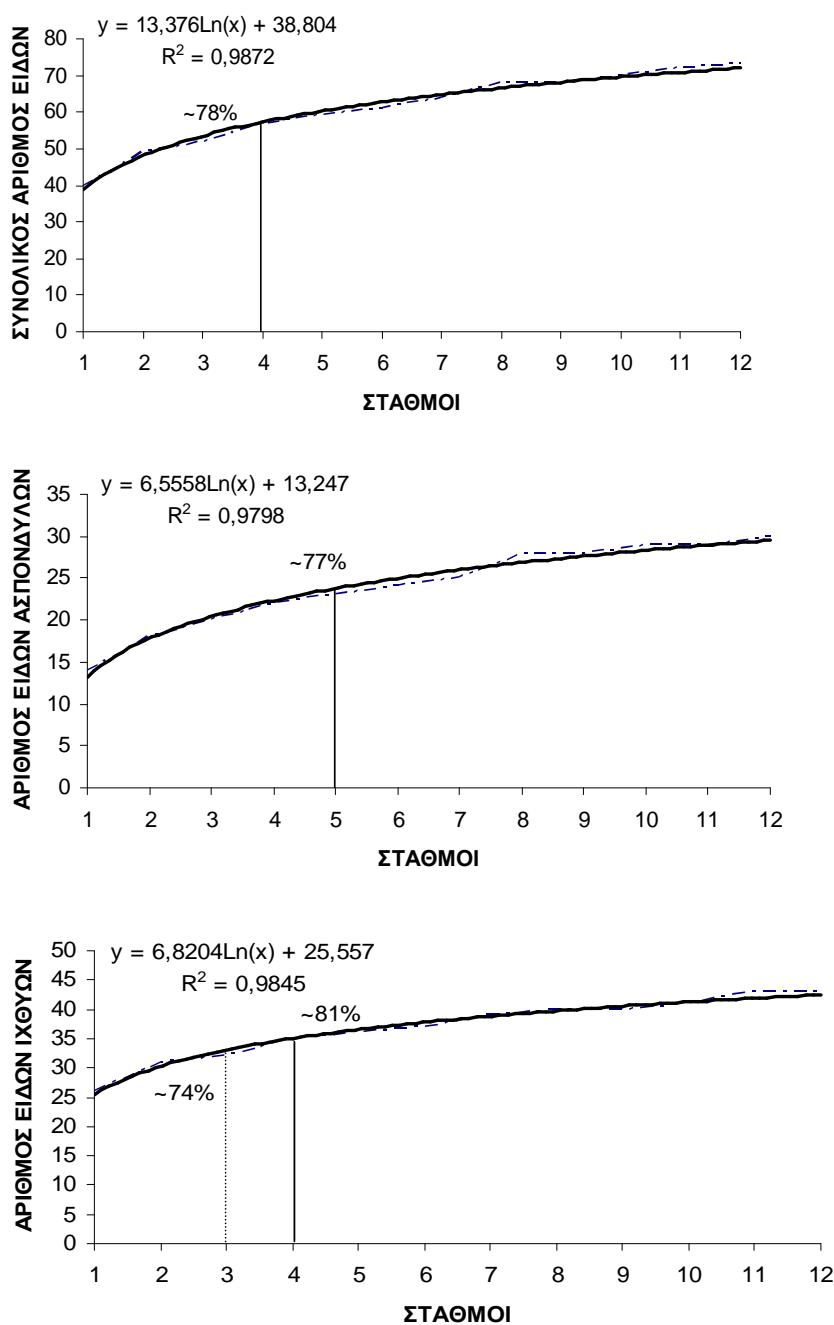 y = 13,376Ln(x) + 38,804
R² = 0,9872
ΣΥΝΟΛΙΚΟΣ ΑΡΙΘΜΟΣ ΕΙΔΩΝ
80
70
60
50
40
30
20
10
0
~78%
1 2 3 4 5 6 7 8 9 10 11 12
ΣΤΑΘΜΟΙ
y = 6,5558Ln(x) + 13,247
R² = 0,9798
ΑΡΙΘΜΟΣ ΕΙΔΩΝ ΑΣΠΟΝΔΥΛΩΝ
35
30
25
20
15
10
5
0
~77%
1 2 3 4 5 6 7 8 9 10 11 12
ΣΤΑΘΜΟΙ
y = 6,8204Ln(x) + 25,557
R² = 0,9845
ΑΡΙΘΜΟΣ ΕΙΔΩΝ ΙΧΘΥΩΝ
50
45
40
35
30
25
20
15
10
5
0
~81%
~74%
1 2 3 4 5 6 7 8 9 10 11 12
ΣΤΑΘΜΟΙ